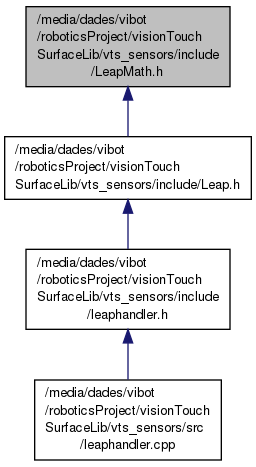 /media/dades/vibot
/roboticsProject/visionTouch
SurfaceLib/vts_sensors/include
/LeapMath.h
/media/dades/vibot
/roboticsProject/visionTouch
SurfaceLib/vts_sensors/include/Leap.h
/media/dades/vibot
/roboticsProject/visionTouch
SurfaceLib/vts_sensors/include
/leaphandler.h
/media/dades/vibot
/roboticsProject/visionTouch
SurfaceLib/vts_sensors/src
/leaphandler.cpp